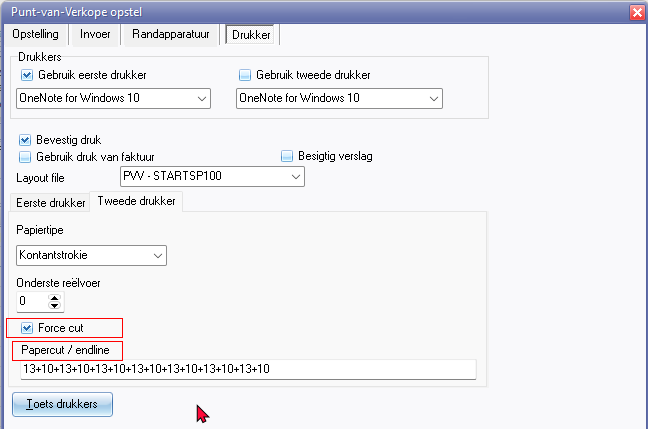 Punt-van-Verkope opstel
Opstelling Invoer Randapparatuur Drukker
Drukkers
Gebruik eerste drukker Gebruik tweede drukker
OneNote for Windows 10 OneNote for Windows 10
Bevestig druk
Gebruik druk van faktuur Besigtig verslag
Layout file PVV - STARTSP100
Eerste drukker Tweede drukker
Papiertipe
Kontantstrokie
Onderste reëlvoer
0
Force cut
Papercut / endline
13+10+13+10+13+10+13+10+13+10+13+10+13+10
Toets drukkers